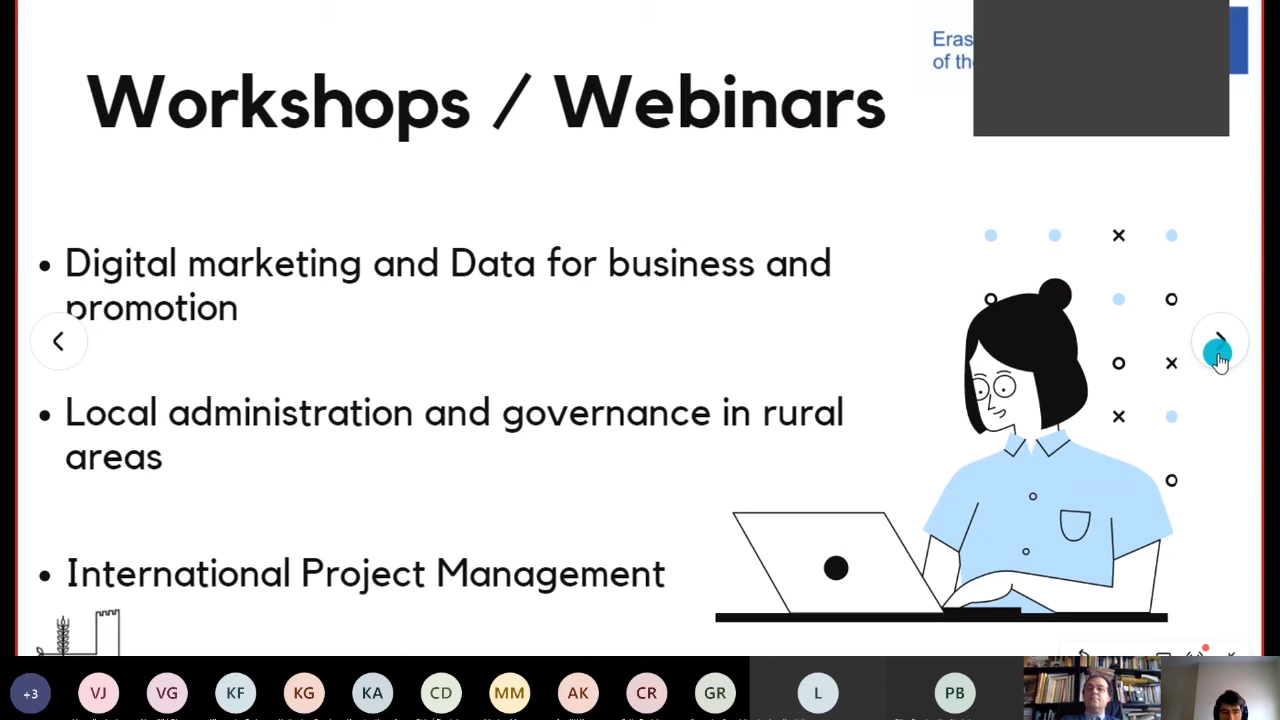 Eras
of the
Workshops / Webinars
• Digital marketing and Data for business and
promotion
• Local administration and governance in rural
areas
• International Project Management
+3 VJ VG KF KG KA CD MM AK CR GR L PB